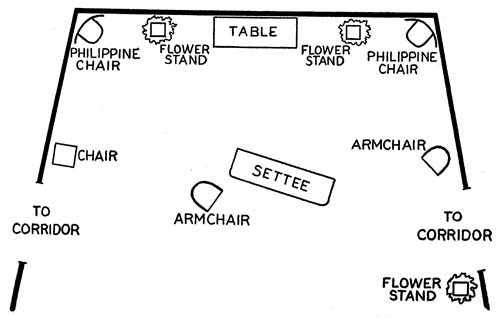 TABLE
PHILIPPINE
CHAIR
FLOWER
STAND
FLOWER
STAND
PHILIPPINE
CHAIR
CHAIR
ARMCHAIR
SETTEE
ARMCHAIR
TO
CORRIDOR
TO
CORRIDOR
FLOWER
STAND